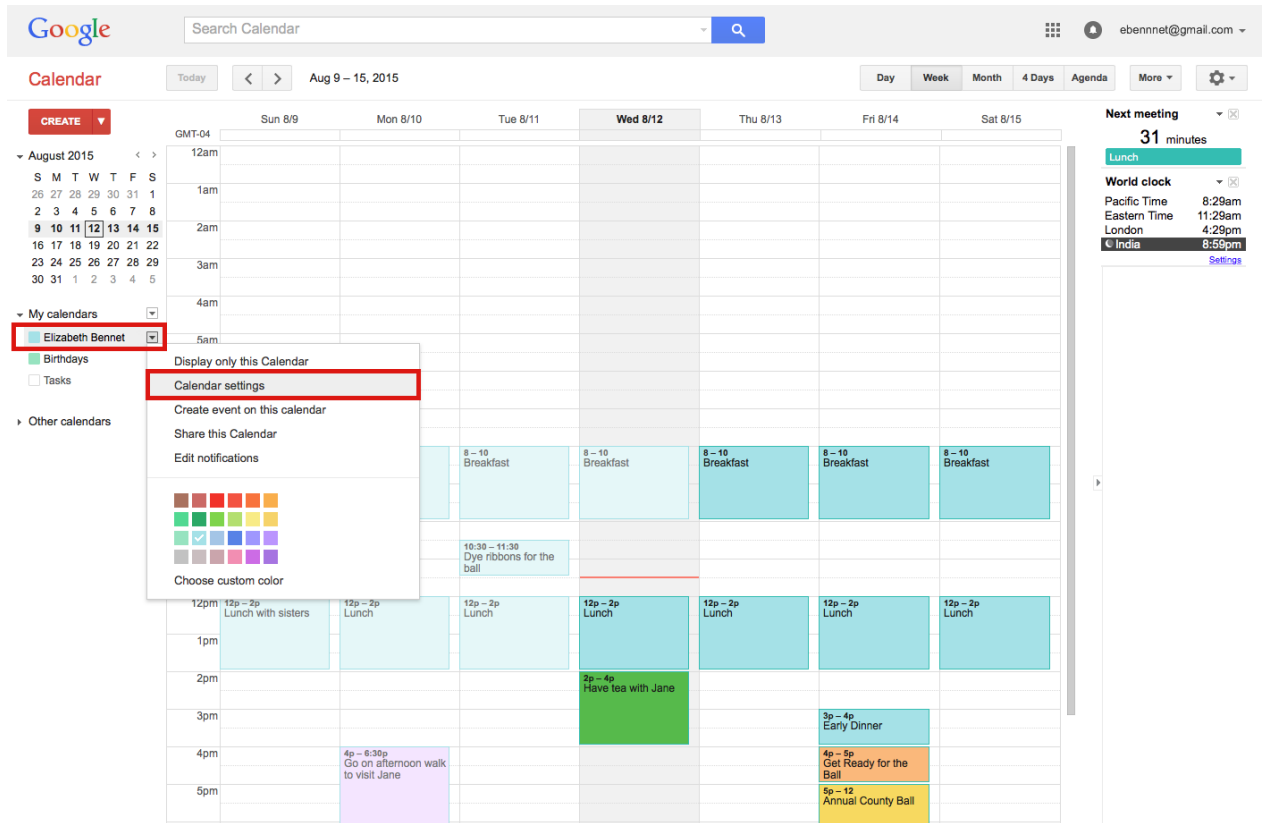 Google
Search Calendar
ebennnet@gmail.com
Calendar
Today
Aug 9 – 15, 2015
Day
Week
Month
4 Days
Agenda
More
CREATE
August 2015
S M T W T F S
26 27 28 29 30 31 1
2 3 4 5 6 7 8
9 10 11 12 13 14 15
16 17 18 19 20 21 22
23 24 25 26 27 28 29
30 31 1 2 3 4 5
My calendars
Elizabeth Bennet
Birthdays
Tasks
Other calendars
Display only this Calendar
Calendar settings
Create event on this calendar
Share this Calendar
Edit notifications
Choose custom color
GMT-04
Sun 8/9
Mon 8/10
Tue 8/11
Wed 8/12
Thu 8/13
Fri 8/14
Sat 8/15
12am
1am
2am
3am
4am
5am
8 – 10
Breakfast
8 – 10
Breakfast
8 – 10
Breakfast
8 – 10
Breakfast
8 – 10
Breakfast
10:30 – 11:30
Dye ribbons for the
ball
12pm
12p – 2p
Lunch with sisters
12p – 2p
Lunch
12p – 2p
Lunch
12p – 2p
Lunch
12p – 2p
Lunch
12p – 2p
Lunch
12p – 2p
Lunch
1pm
2pm
2p – 4p
Have tea with Jane
3pm
3p – 4p
Early Dinner
4pm
4p – 6:30p
Go on afternoon walk
to visit Jane
4p – 5p
Get Ready for the
Ball
5pm
5p – 12
Annual County Ball
Next meeting
31 minutes
Lunch
World clock
Pacific Time 8:29am
Eastern Time 11:29am
London 4:29pm
India 8:59pm
Settings